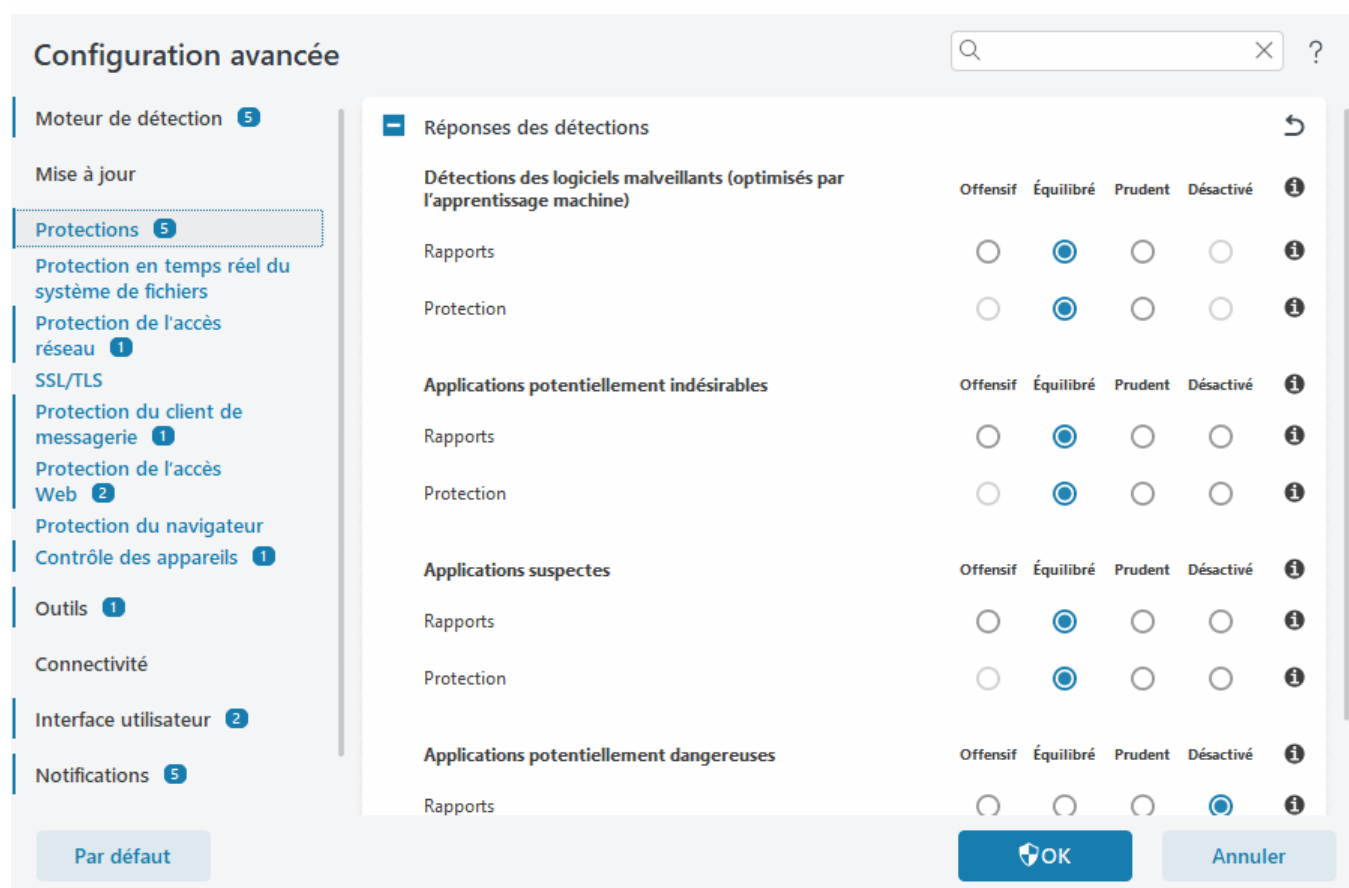 Configuration avancée
?
Moteur de détection 5
Mise à jour
Protections 5
Protection en temps réel du
système de fichiers
Protection de l'accès
réseau 1
SSL/TLS
Protection du client de
messagerie 1
Protection de l'accès
Web 2
Protection du navigateur
Contrôle des appareils 1
Outils 1
Connectivité
Interface utilisateur 2
Notifications 5
Réponses des détections
Détections des logiciels malveillants (optimisés par
l'apprentissage machine)
Offensif Équilibré Prudent Désactivé
Rapports
Protection
Applications potentiellement indésirables Offensif Équilibré Prudent Désactivé
Rapports
Protection
Applications suspectes Offensif Équilibré Prudent Désactivé
Rapports
Protection
Applications potentiellement dangereuses Offensif Équilibré Prudent Désactivé
Rapports
Par défaut
OK
Annuler